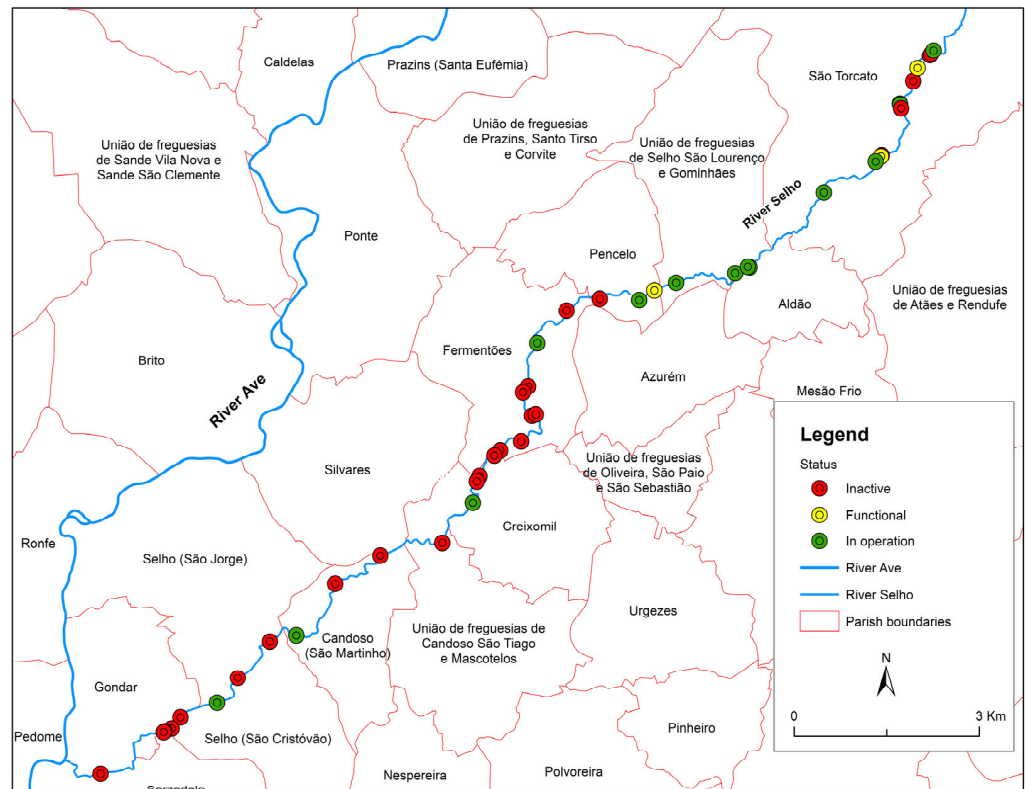 Caldelas
Prazins (Santa Eufémia)
São Torcato
União de freguesias
de Sande Vila Nova e
Sande São Clemente
União de freguesias
de Prazins, Santo Tirso
e Corvite
União de freguesias
de Selho São Lourenço
e Gominhães
River Selho
Ponte
Pencelo
União de freguesias
de Atães e Rendufe
Aldão
Brito
Fermentões
Azurém
Mesão Frio
River Ave
Silvares
União de freguesias
de Oliveira, São Paio
e São Sebastião
Creixomil
Ronfe
Selho (São Jorge)
Urgezes
Candoso
(São Martinho)
União de freguesias de
Candoso São Tiago
e Mascotelos
Gondar
Pedome
Selho (São Cristóvão)
Pinheiro
Nespereira
Polvoreira
Legend
Status
Inactive
Functional
In operation
River Ave
River Selho
Parish boundaries
N
0 3 Km